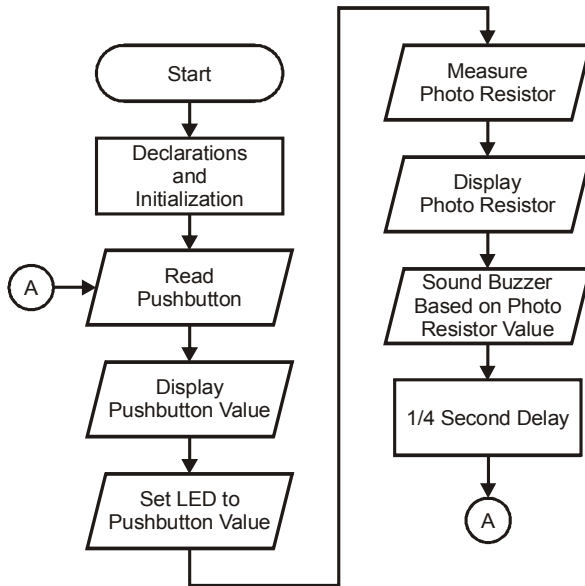 Start
Declarations
and
Initialization
A
Read
Pushbutton
Display
Pushbutton Value
Set LED to
Pushbutton Value
Measure
Photo Resistor
Display
Photo Resistor
Sound Buzzer
Based on Photo
Resistor Value
1/4 Second Delay
A